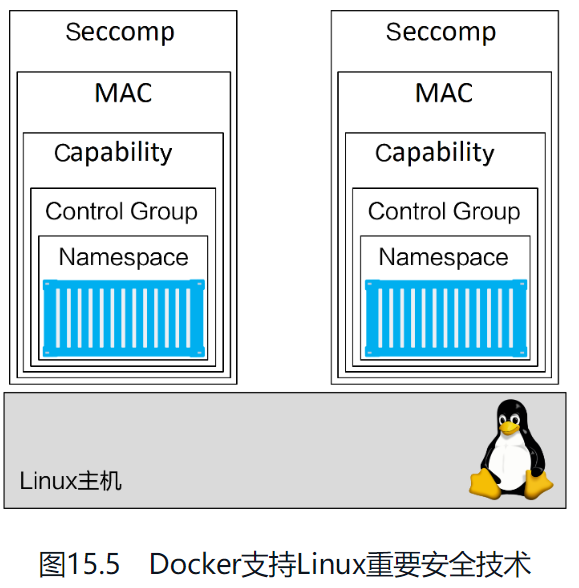 Seccomp
MAC
Capability
Control Group
Namespace
Seccomp
MAC
Capability
Control Group
Namespace
Linux主机
图15.5 Docker支持Linux重要安全技术